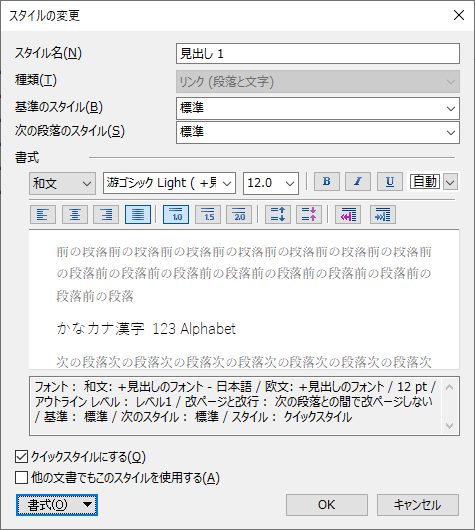 スタイルの変更
スタイル名(N)
見出し 1
種類(T)
リンク (段落と文字)
基準のスタイル(B)
標準
次の段落のスタイル(S)
標準
書式
和文
游ゴシック Light ( +見
12.0
B
I
U
自動
1.0
1.5
2.0
前の段落前の段落前の段落前の段落前の段落前の段落前の段落
の段落前の段落前の段落前の段落前の段落前の段落前の段落前の
段落前の段落
かなカナ漢字 123 Alphabet
次の段落次の段落次の段落次の段落次の段落次の段落次の段落次
フォント : 和文: +見出しのフォント - 日本語 / 欧文: +見出しのフォント / 12 pt /
アウトライン レベル : レベル1 / 改ページと改行 : 次の段落との間で改ページしない
/ 基準 : 標準 / 次のスタイル : 標準 / スタイル : クイックスタイル
クイックスタイルにする(Q)
他の文書でもこのスタイルを使用する(A)
書式(O)
OK
キャンセル